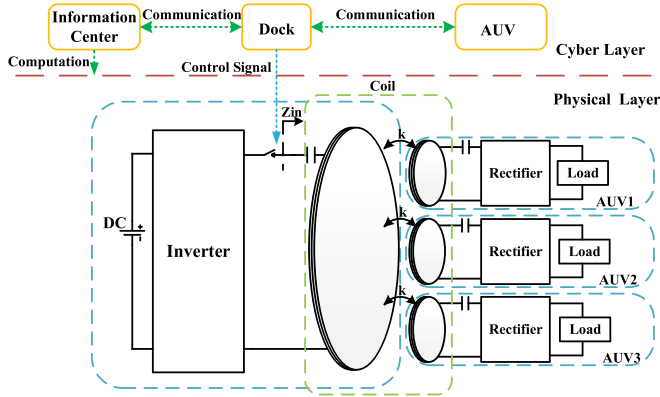 Information
Center
Communication
Dock
Communication
AUV
Cyber Layer
Computation
Control Signal
Physical Layer
Coil
Zin
DC
+
-
Inverter
k
Rectifier
Load
AUV1
k
Rectifier
Load
AUV2
k
Rectifier
Load
AUV3